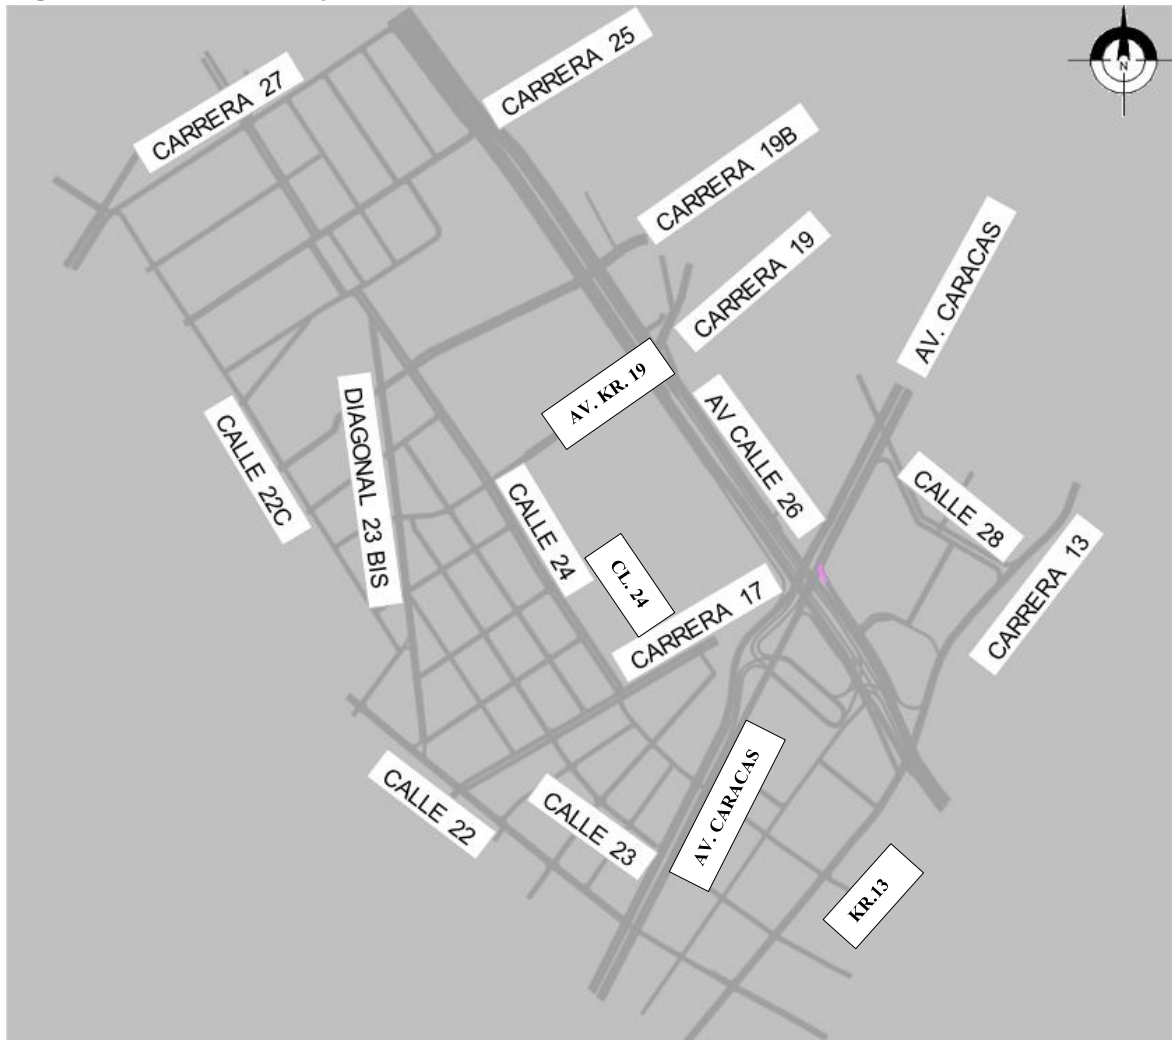 CARRERA 25
CARRERA 27
N
CARRERA 19B
CARRERA 19
AV. CARACAS
AV. KR. 19
AV CALLE 26
DIAGONAL 23 BIS
CALLE 22C
CALLE 24
CALLE 28
CARRERA 13
CL. 24
CARRERA 17
CALLE 22
CALLE 23
AV. CARACAS
KR.13